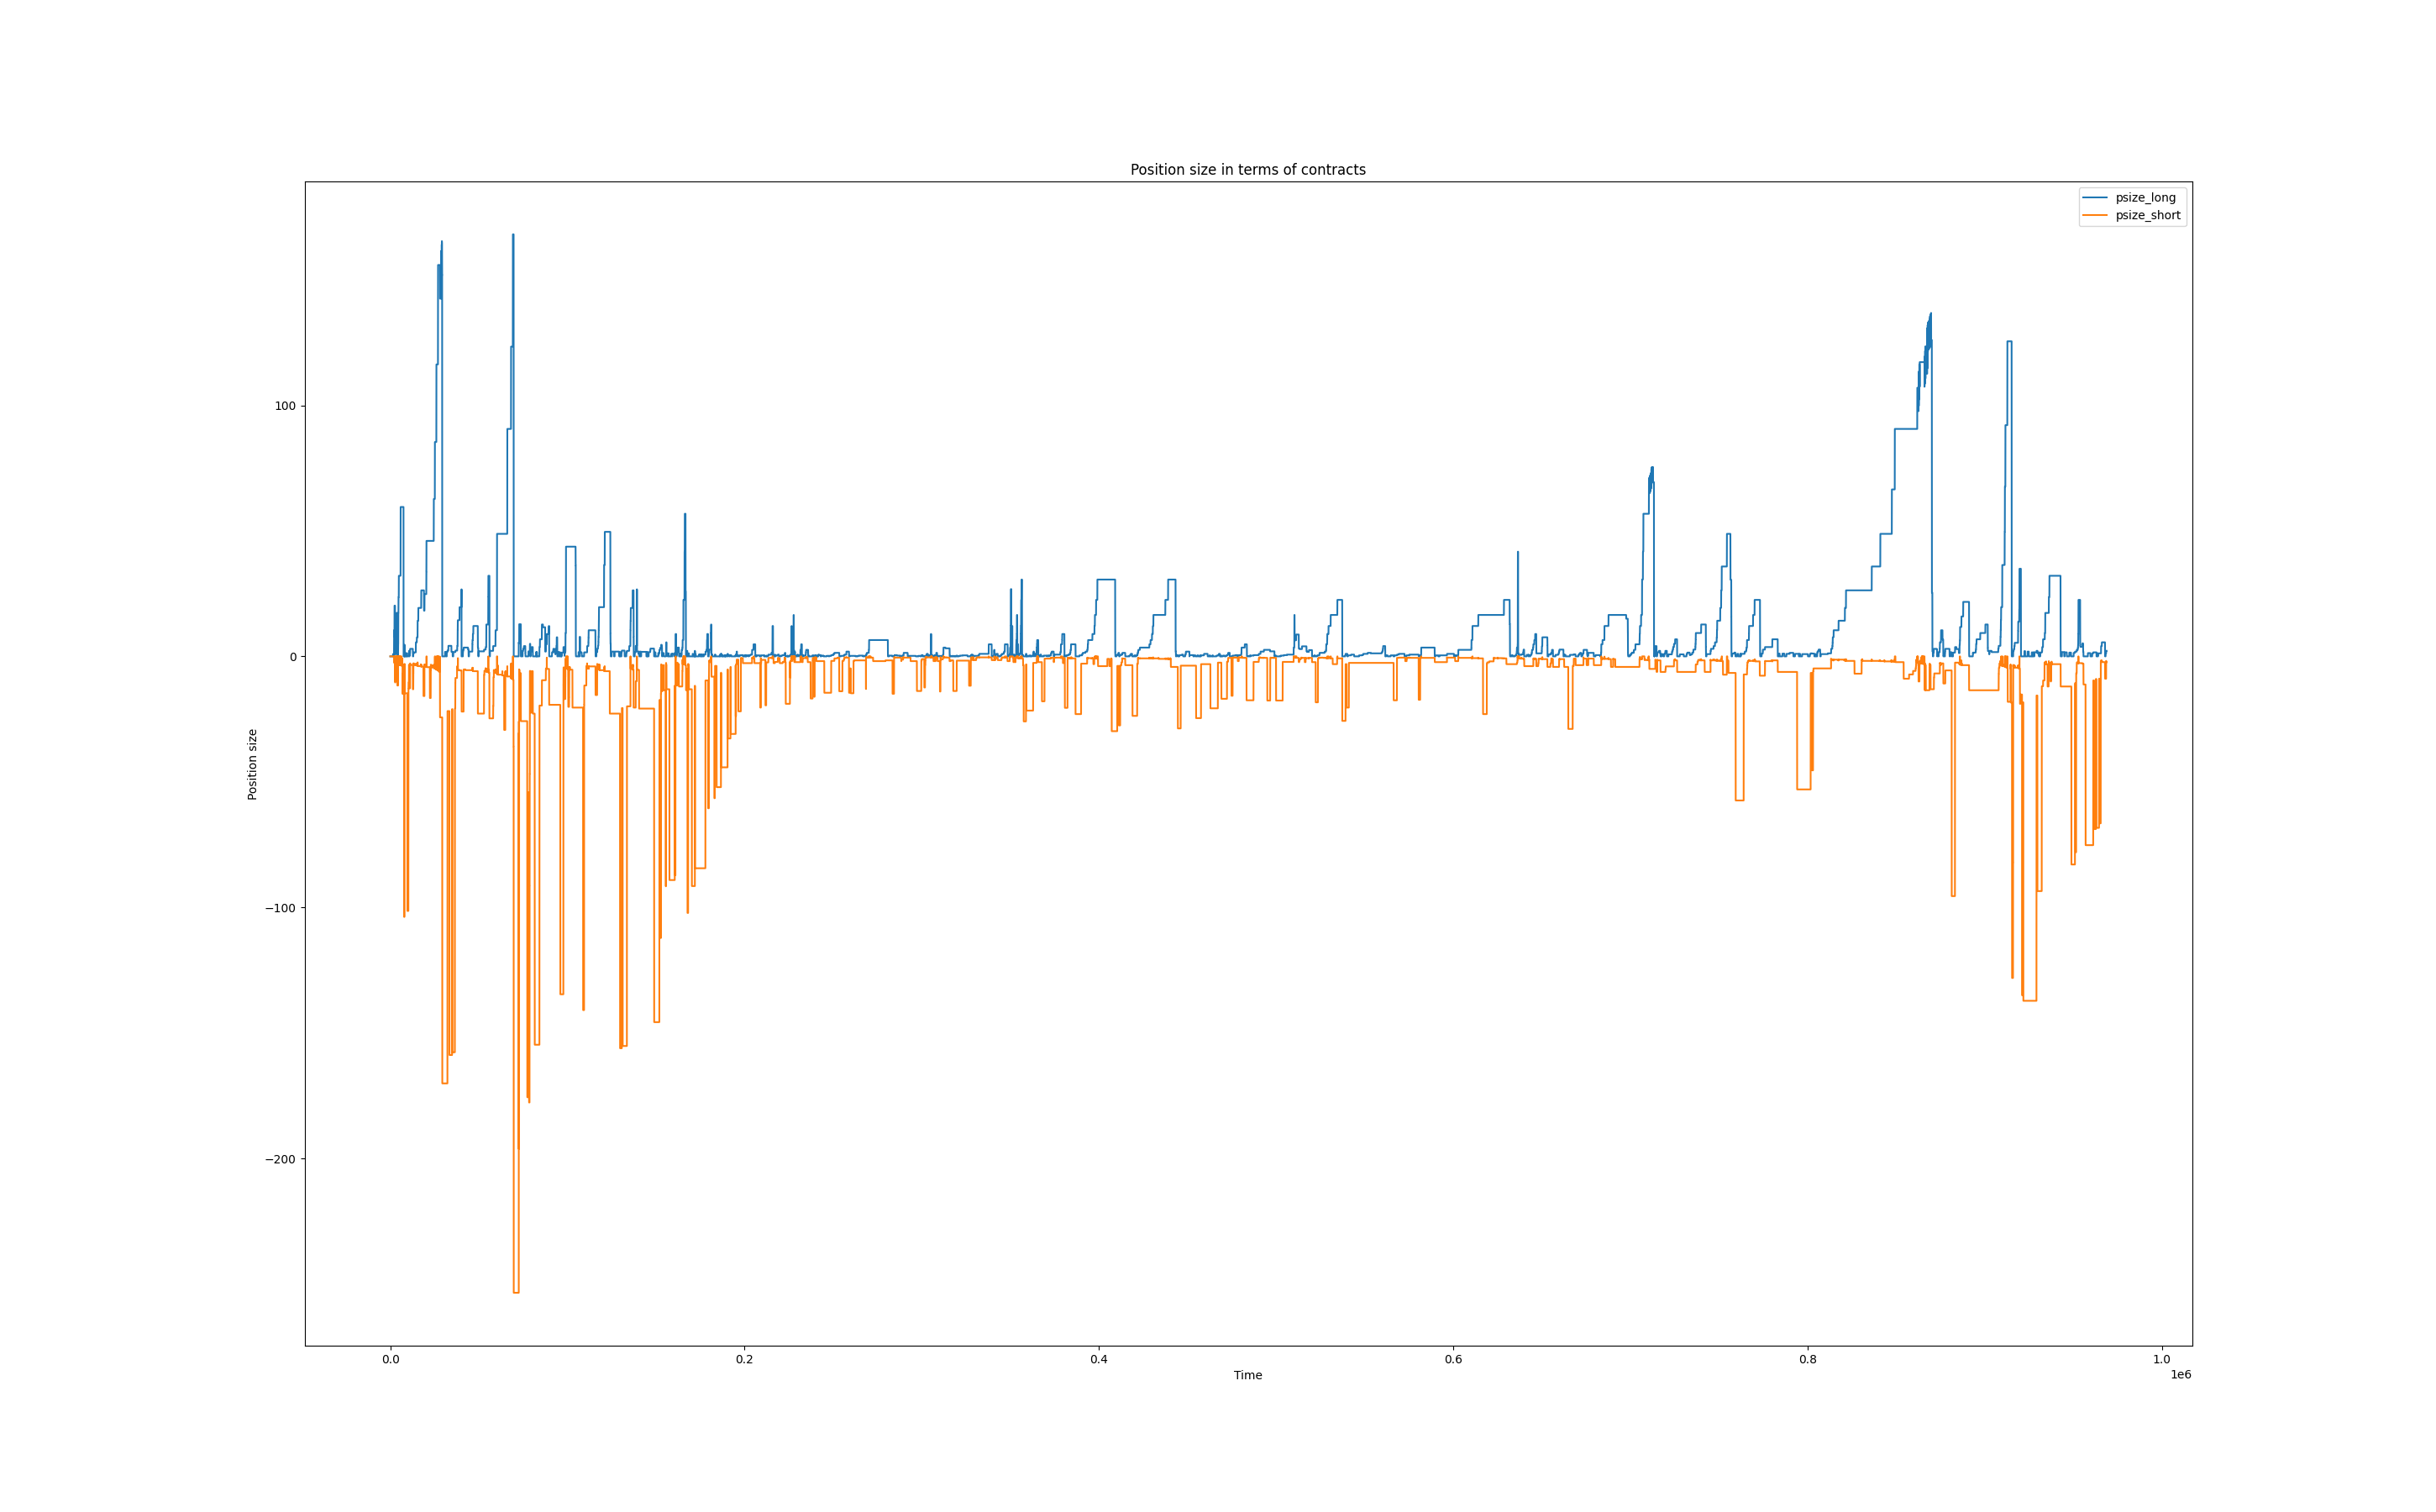 Position size in terms of contracts
psize_long
psize_short
100
0
−100
−200
Position size
0.0 0.2 0.4 0.6 0.8 1.0
Time
1e6